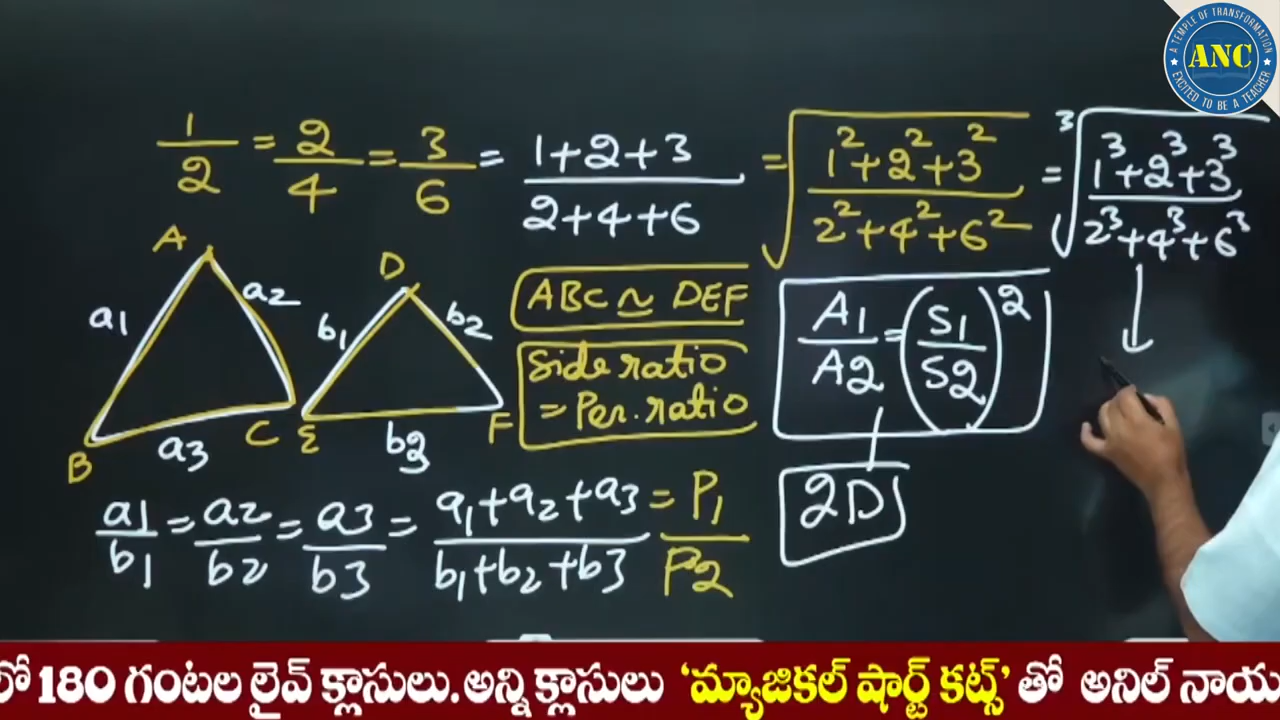 A TEMPLE OF TRANSFORMATION
ANC
EXCITED TO BE A TEACHER
1/2 = 2/4 = 3/6 = (1+2+3)/(2+4+6) = √((1²+2²+3²)/(2²+4²+6²)) = ³√((1³+2³+3³)/(2³+4³+6³))
A
a1
a2
B
a3
C
D
b1
b2
E
b3
F
ABC ≃ DEF
Side ratio
= Per. ratio
A1/A2 = (S1/S2)²
2D
a1/b1 = a2/b2 = a3/b3 = (a1+a2+a3)/(b1+b2+b3) = P1/P2
లో 180 గంటల లైవ్ క్లాసులు. అన్ని క్లాసులు ‘మ్యాజికల్ షార్ట్ కట్స్’ తో అనిల్ నాయ